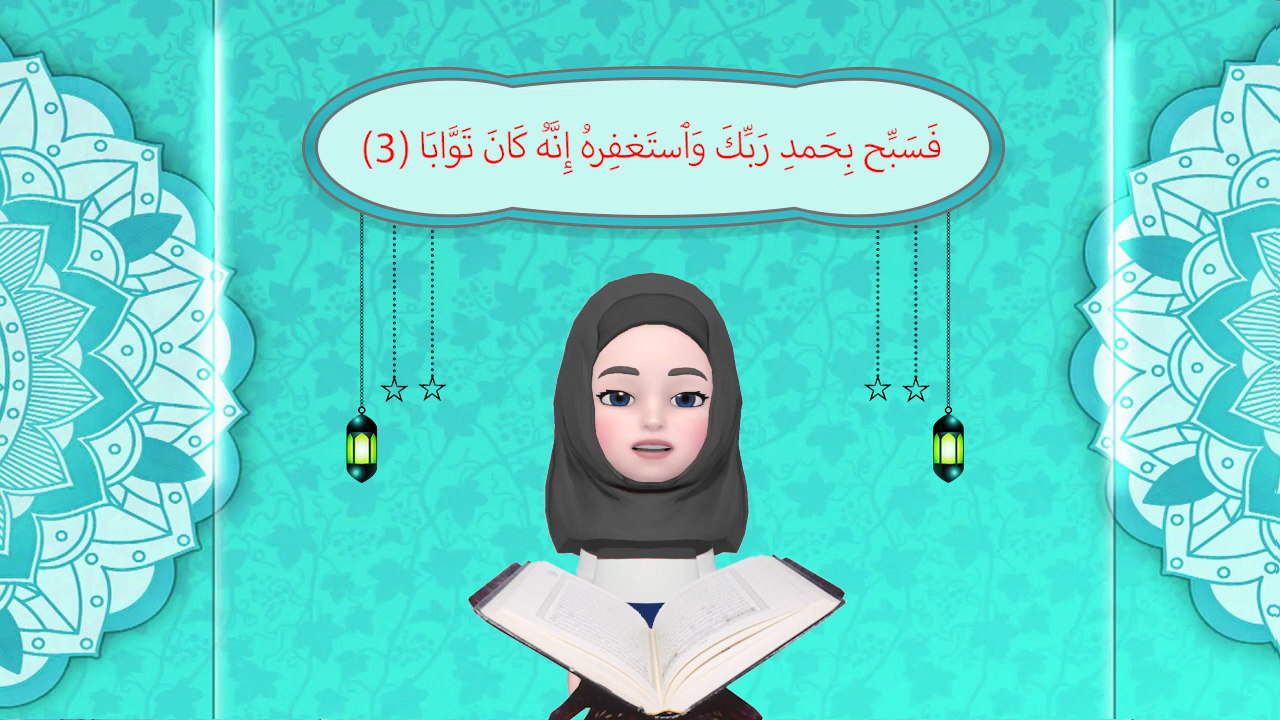 فَسَبِّح بِحَمدِ رَبِّكَ وَٱستَغفِرهُ إِنَّهُۥ كَانَ تَوَّابَا (3)